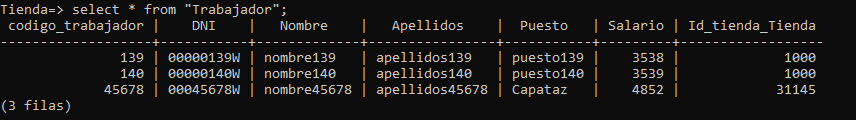 Tienda=> select * from "Trabajador";
codigo_trabajador | DNI | Nombre | Apellidos | Puesto | Salario | Id_tienda_Tienda
-------------------+-----------+-------------+----------------+-----------+---------+------------------
139 | 00000139W | nombre139 | apellidos139 | puesto139 | 3538 | 1000
140 | 00000140W | nombre140 | apellidos140 | puesto140 | 3539 | 1000
45678 | 00045678W | nombre45678 | apellidos45678 | Capataz | 4852 | 31145
(3 filas)